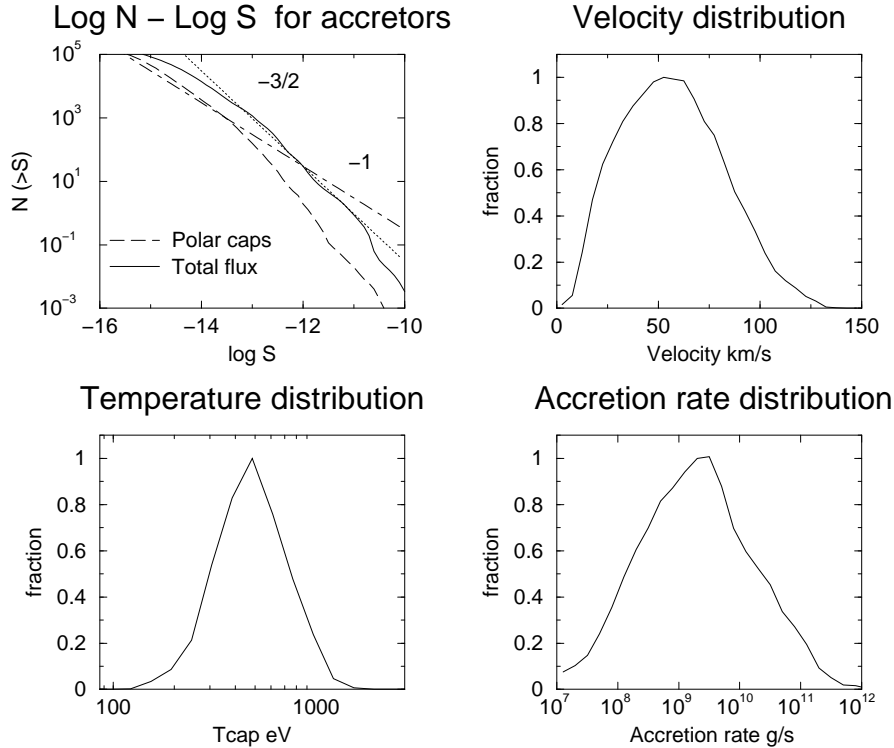 Log N − Log S for accretors
10^5
10^3
10^1
10^−1
10^−3
N (>S)
−3/2
−1
Polar caps
Total flux
−16 −14 −12 −10
log S
Velocity distribution
1
0.8
0.6
0.4
0.2
0
fraction
0 50 100 150
Velocity km/s
Temperature distribution
1
0.8
0.6
0.4
0.2
0
fraction
100 1000
Tcap eV
Accretion rate distribution
1
0.8
0.6
0.4
0.2
0
fraction
10^7 10^8 10^9 10^10 10^11 10^12
Accretion rate g/s